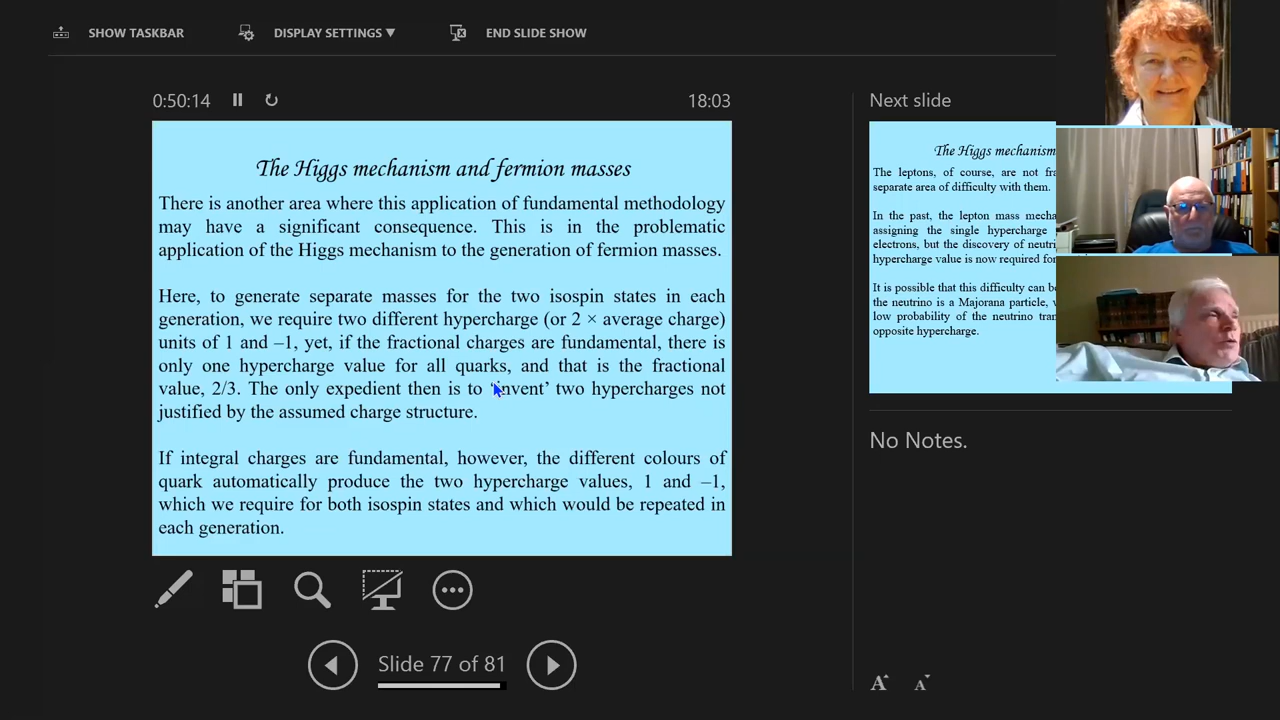 SHOW TASKBAR
DISPLAY SETTINGS ▼
END SLIDE SHOW
0:50:14
18:03
The Higgs mechanism and fermion masses
There is another area where this application of fundamental methodology
may have a significant consequence. This is in the problematic
application of the Higgs mechanism to the generation of fermion masses.
Here, to generate separate masses for the two isospin states in each
generation, we require two different hypercharge (or 2 × average charge)
units of 1 and –1, yet, if the fractional charges are fundamental, there is
only one hypercharge value for all quarks, and that is the fractional
value, 2/3. The only expedient then is to ‘invent’ two hypercharges not
justified by the assumed charge structure.
If integral charges are fundamental, however, the different colours of
quark automatically produce the two hypercharge values, 1 and –1,
which we require for both isospin states and which would be repeated in
each generation.
Slide 77 of 81
Next slide
The Higgs mechanism
The leptons, of course, are not
separate area of difficulty with them.
In the past, the lepton mass
assigning the single hypercharge
electrons, but the discovery of
hypercharge value is now required
It is possible that this difficulty can
the neutrino is a Majorana particle,
low probability of the neutrino
opposite hypercharge.
No Notes.
A A